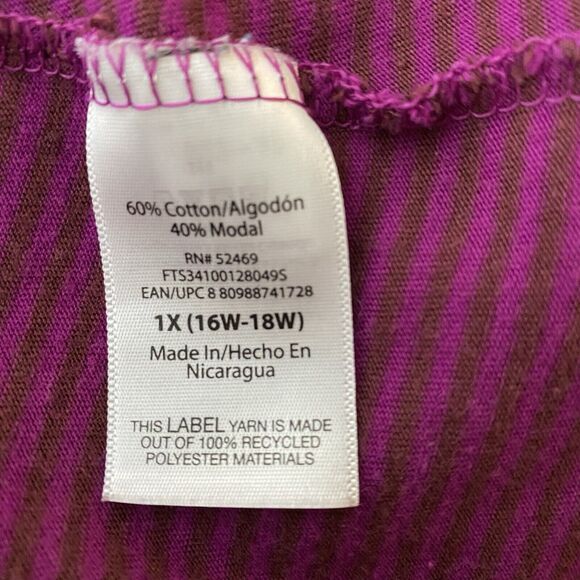 60% Cotton/Algodón
40% Modal
RN# 52469
FTS34100128049S
EAN/UPC 8 80988741728
1X (16W-18W)
Made In/Hecho En
Nicaragua
THIS LABEL YARN IS MADE
OUT OF 100% RECYCLED
POLYESTER MATERIALS